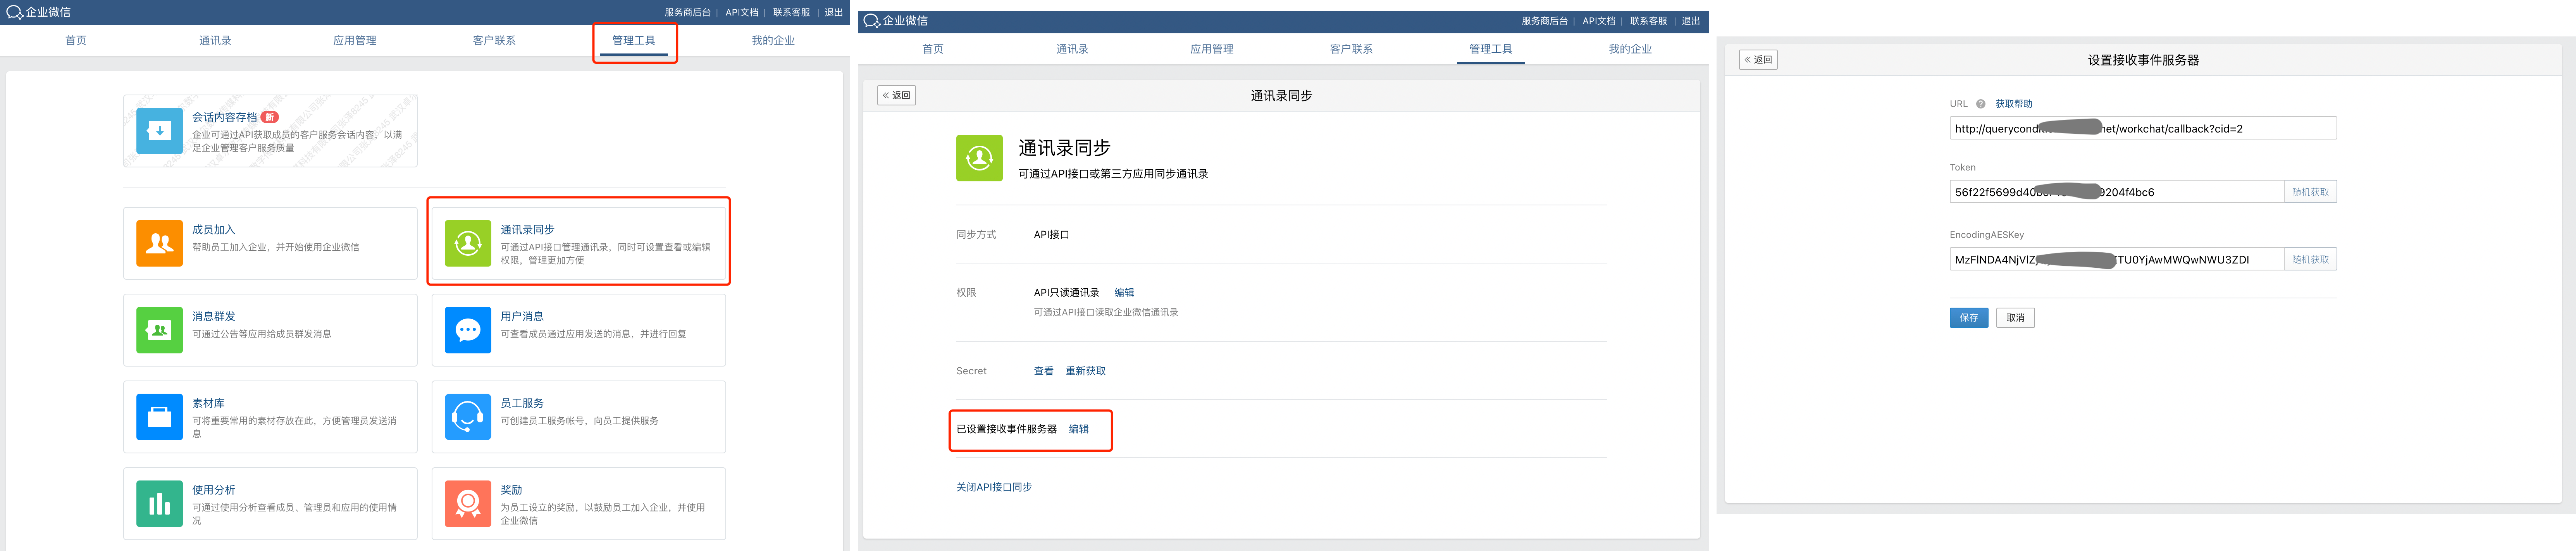 企业微信
服务商后台 | API文档 | 联系客服 | 退出
首页 通讯录 应用管理 客户联系 管理工具 我的企业
会话内容存档 新
企业可通过API获取成员的客户服务会话内容，以满
足企业管理客户服务质量
成员加入
帮助员工加入企业，并开始使用企业微信
通讯录同步
可通过API接口管理通讯录，同时可设置查看或编辑
权限，管理更加方便
消息群发
可通过公告等应用给成员群发消息
用户消息
可查看成员通过应用发送的消息，并进行回复
素材库
可将重要常用的素材存放在此，方便管理员发送消
息
员工服务
可创建员工服务帐号，向员工提供服务
使用分析
可通过使用分析查看成员、管理员和应用的使用情
况
奖励
为员工设立的奖励，以鼓励员工加入企业，并使用
企业微信
企业微信
服务商后台 | API文档 | 联系客服 | 退出
首页 通讯录 应用管理 客户联系 管理工具 我的企业
« 返回
通讯录同步
通讯录同步
可通过API接口或第三方应用同步通讯录
同步方式 API接口
权限 API只读通讯录 编辑
可通过API接口读取企业微信通讯录
Secret 查看 重新获取
已设置接收事件服务器 编辑
关闭API接口同步
« 返回
设置接收事件服务器
URL ? 获取帮助
http://querycond net/workchat/callback?cid=2
Token
56f22f5699d40 9204f4bc6 随机获取
EncodingAESKey
MzFlNDA4NjVlZ TU0YjAwMWQwNWU3ZDI 随机获取
保存 取消